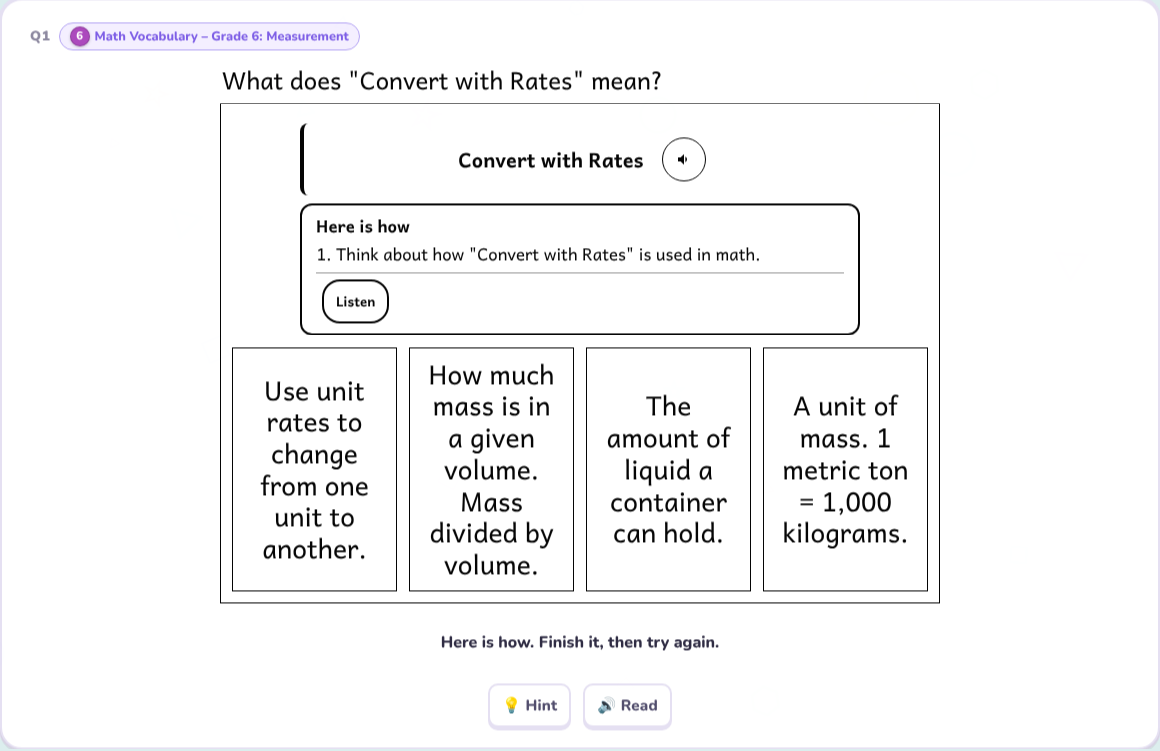 Q1 6 Math Vocabulary – Grade 6: Measurement
What does "Convert with Rates" mean?
Convert with Rates
Here is how
1. Think about how "Convert with Rates" is used in math.
Listen
Use unit
rates to
change
from one
unit to
another.
How much
mass is in
a given
volume.
Mass
divided by
volume.
The
amount of
liquid a
container
can hold.
A unit of
mass. 1
metric ton
= 1,000
kilograms.
Here is how. Finish it, then try again.
💡 Hint
🔊 Read